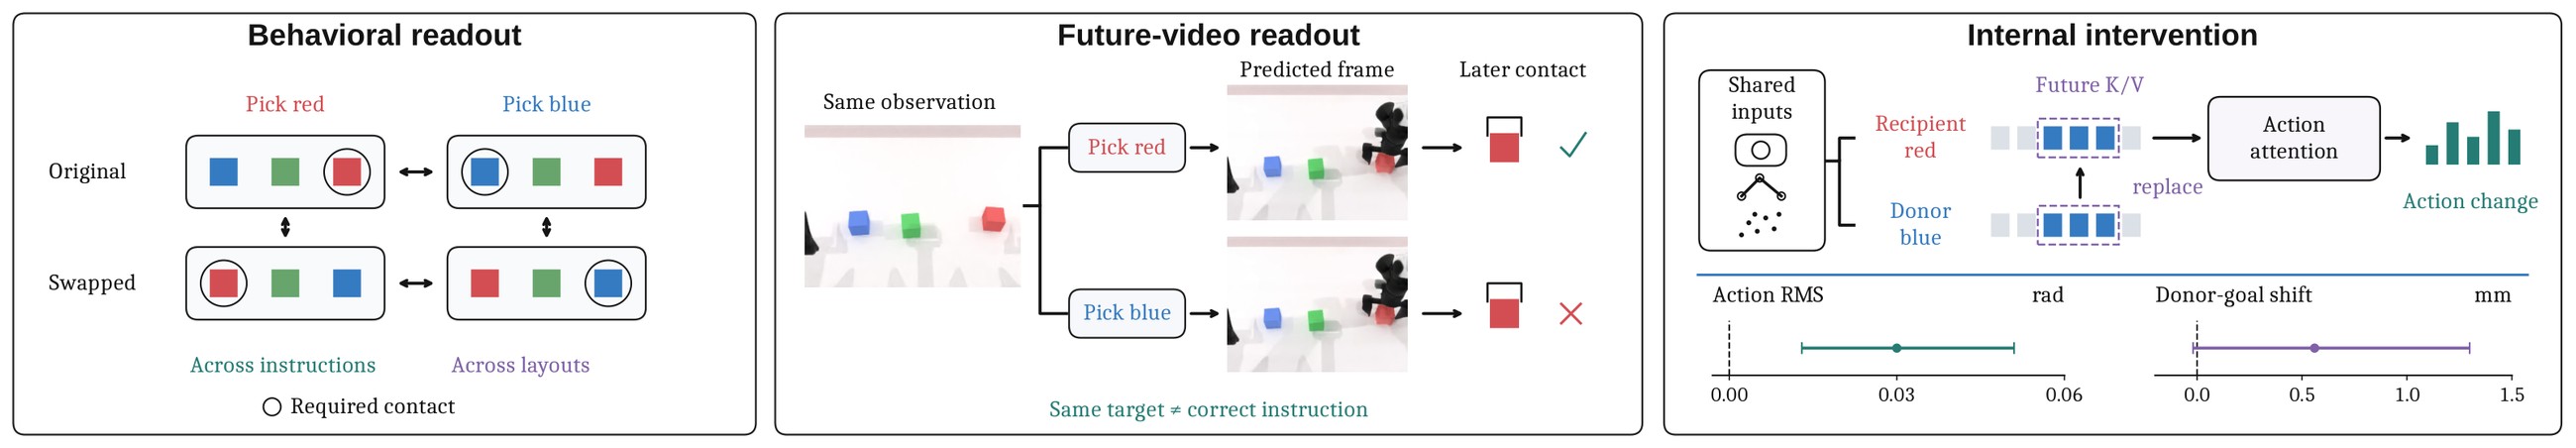 Behavioral readout
Pick red
Pick blue
Original
Swapped
Across instructions
Across layouts
Required contact
Future-video readout
Same observation
Predicted frame
Later contact
Pick red
Pick blue
Same target ≠ correct instruction
Internal intervention
Shared
inputs
Recipient
red
Donor
blue
Future K/V
replace
Action
attention
Action change
Action RMS
rad
0.00
0.03
0.06
Donor-goal shift
mm
0.0
0.5
1.0
1.5